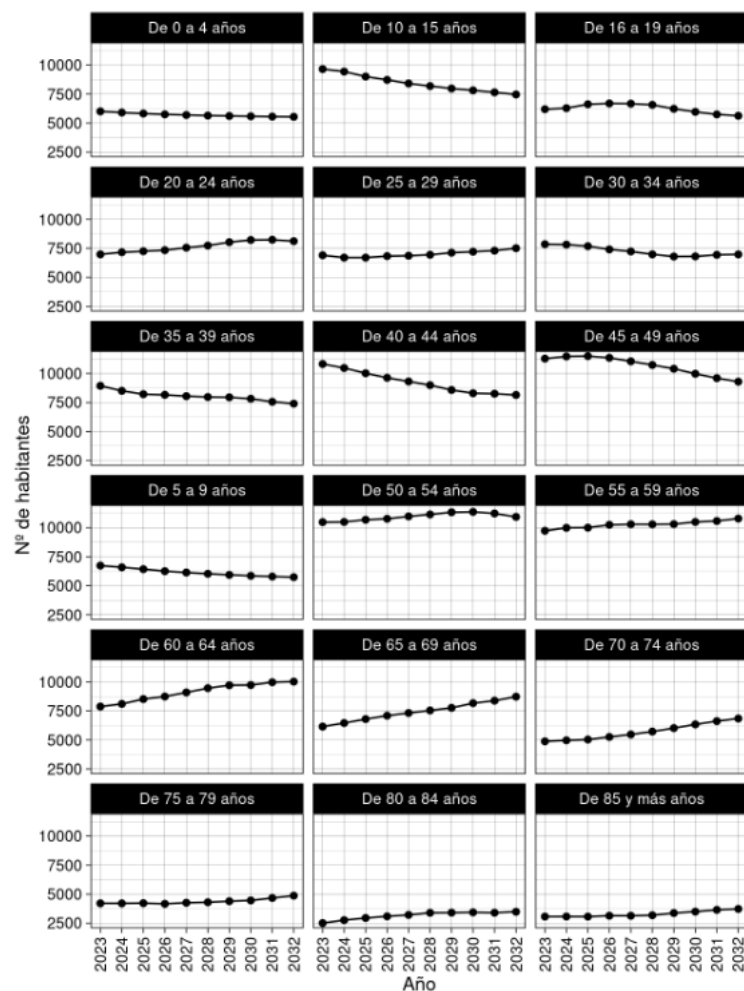 De 0 a 4 años
De 10 a 15 años
De 16 a 19 años
10000
7500
5000
2500
De 20 a 24 años
De 25 a 29 años
De 30 a 34 años
10000
7500
5000
2500
De 35 a 39 años
De 40 a 44 años
De 45 a 49 años
10000
7500
5000
2500
Nº de habitantes
De 5 a 9 años
De 50 a 54 años
De 55 a 59 años
10000
7500
5000
2500
De 60 a 64 años
De 65 a 69 años
De 70 a 74 años
10000
7500
5000
2500
De 75 a 79 años
De 80 a 84 años
De 85 y más años
10000
7500
5000
2500
2023 2024 2025 2026 2027 2028 2029 2030 2031 2032
2023 2024 2025 2026 2027 2028 2029 2030 2031 2032
2023 2024 2025 2026 2027 2028 2029 2030 2031 2032
Año